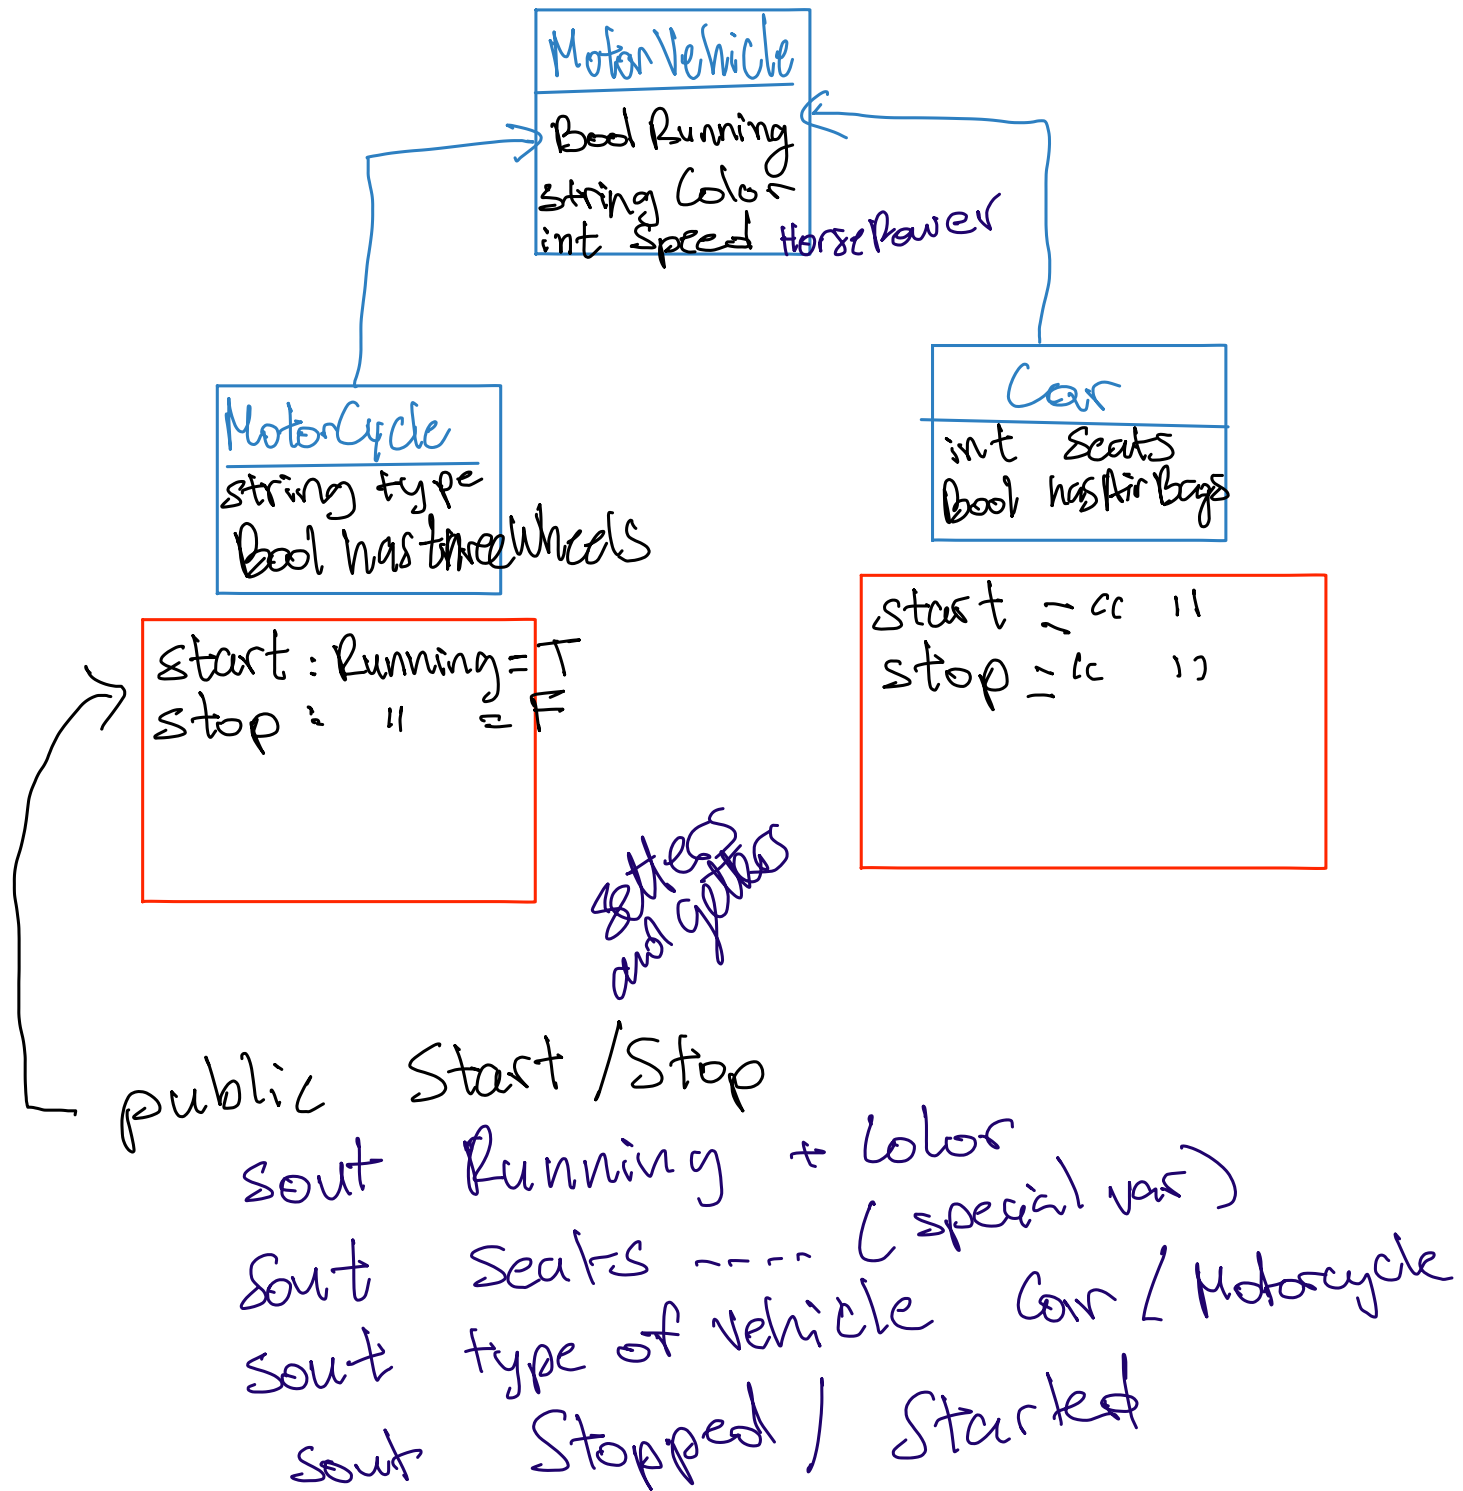 MotorVehicle
Bool Running
string Color
int Speed HorsePower
MotorCycle
string type
Bool hasthreeWheels
Car
int Seats
Bool hasAirBags
start : Running = T
stop : " = F
start = " "
stop = " "
setters
and getters
public Start / Stop
sout Running + Color
sout Seats ----- (special var)
sout type of vehicle Car / Motorcycle
sout Stopped / Started